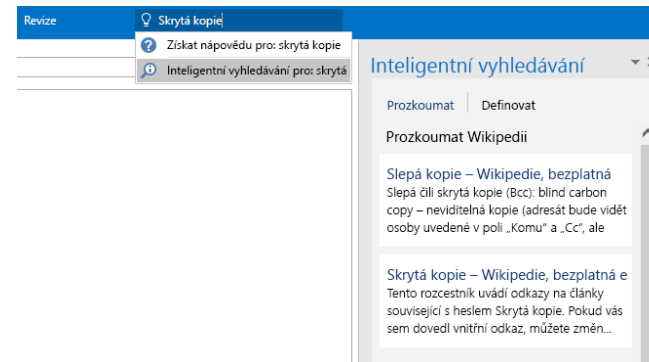 Revize
Skrytá kopie
Získat nápovědu pro: skrytá kopie
Inteligentní vyhledávání pro: skrytá
Inteligentní vyhledávání
Prozkoumat
Definovat
Prozkoumat Wikipedii
Slepá kopie – Wikipedie, bezplatná
Slepá čili skrytá kopie (Bcc): blind carbon
copy – neviditelná kopie (adresát bude vidět
osoby uvedené v poli „Komu“ a „Cc“, ale
Skrytá kopie – Wikipedie, bezplatná e
Tento rozcestník uvádí odkazy na články
související s heslem Skrytá kopie. Pokud vás
sem dovedl vnitřní odkaz, můžete změn...